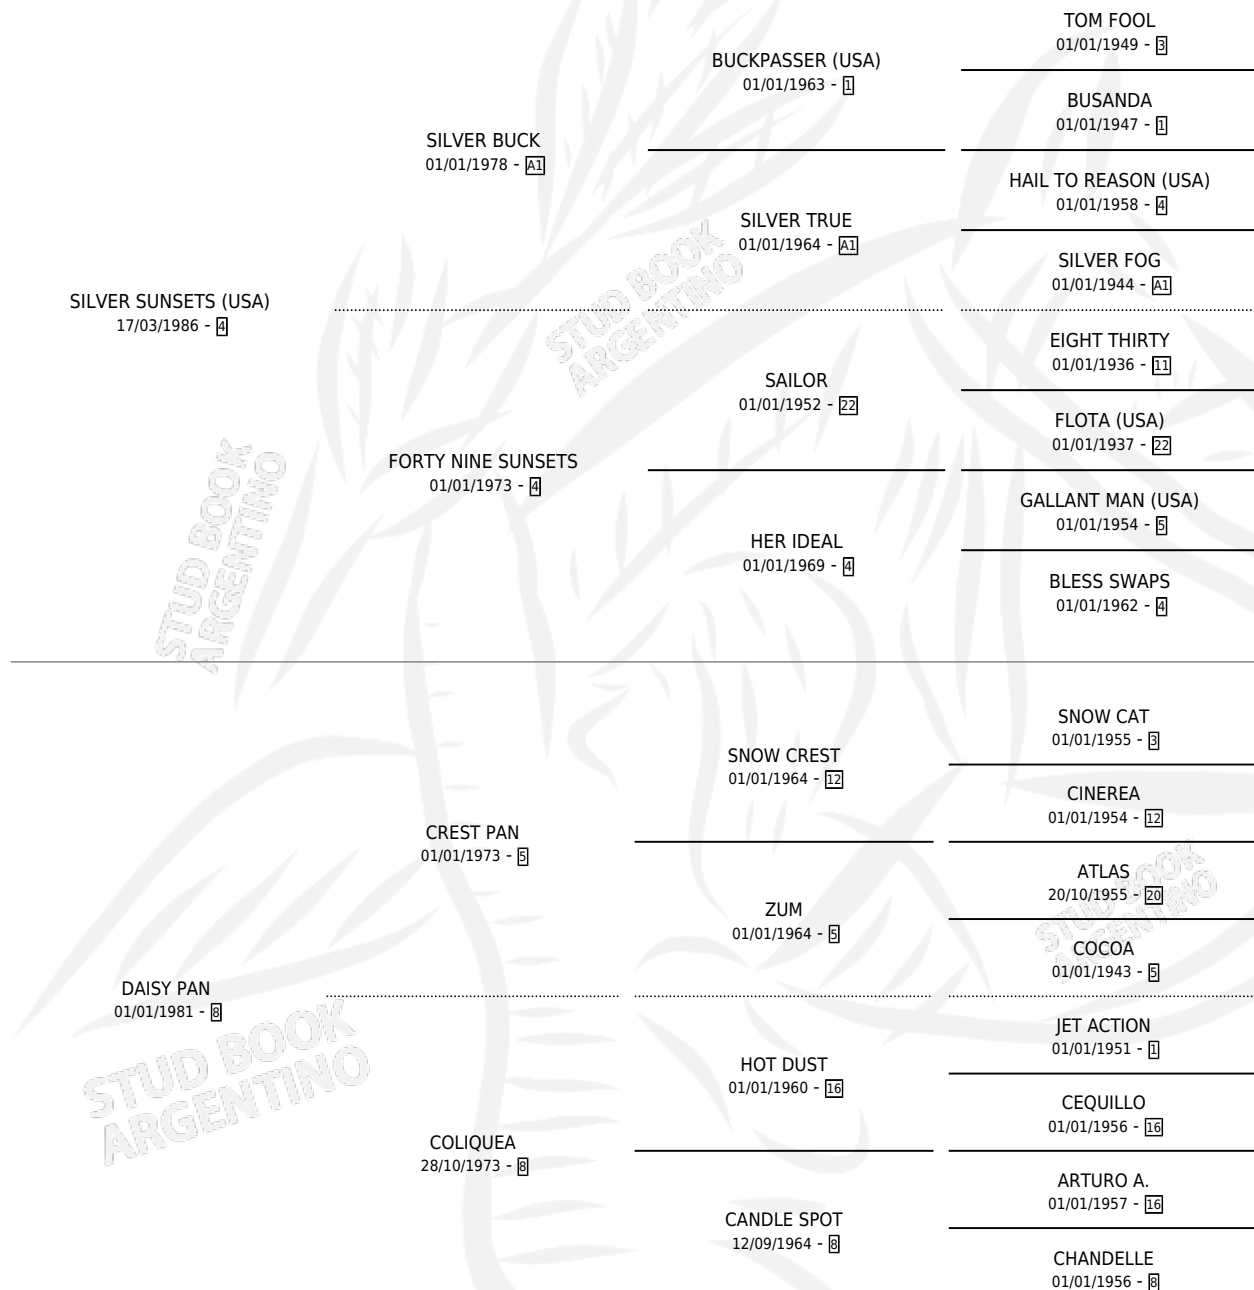 TOM FOOL
01/01/1949 - 3
BUCKPASSER (USA)
01/01/1963 - 1
BUSANDA
01/01/1947 - 1
SILVER BUCK
01/01/1978 - A1
HAIL TO REASON (USA)
01/01/1958 - 4
SILVER TRUE
01/01/1964 - A1
SILVER FOG
01/01/1944 - A1
SILVER SUNSETS (USA)
17/03/1986 - 4
EIGHT THIRTY
01/01/1936 - 11
SAILOR
01/01/1952 - 22
FLOTA (USA)
01/01/1937 - 22
FORTY NINE SUNSETS
01/01/1973 - 4
GALLANT MAN (USA)
01/01/1954 - 5
HER IDEAL
01/01/1969 - 4
BLESS SWAPS
01/01/1962 - 4
SNOW CAT
01/01/1955 - 3
SNOW CREST
01/01/1964 - 12
CINEREA
01/01/1954 - 12
CREST PAN
01/01/1973 - 5
ATLAS
20/10/1955 - 20
ZUM
01/01/1964 - 5
COCOA
01/01/1943 - 5
DAISY PAN
01/01/1981 - 8
JET ACTION
01/01/1951 - 1
HOT DUST
01/01/1960 - 16
CEQUILLO
01/01/1956 - 16
COLIQUEA
28/10/1973 - 8
ARTURO A.
01/01/1957 - 16
CANDLE SPOT
12/09/1964 - 8
CHANDELLE
01/01/1956 - 8
STUD BOOK
ARGENTINO
STUD BOOK
ARGENTINO
STUD BOOK
ARGENTINO
STUD BOOK
ARGENTINO